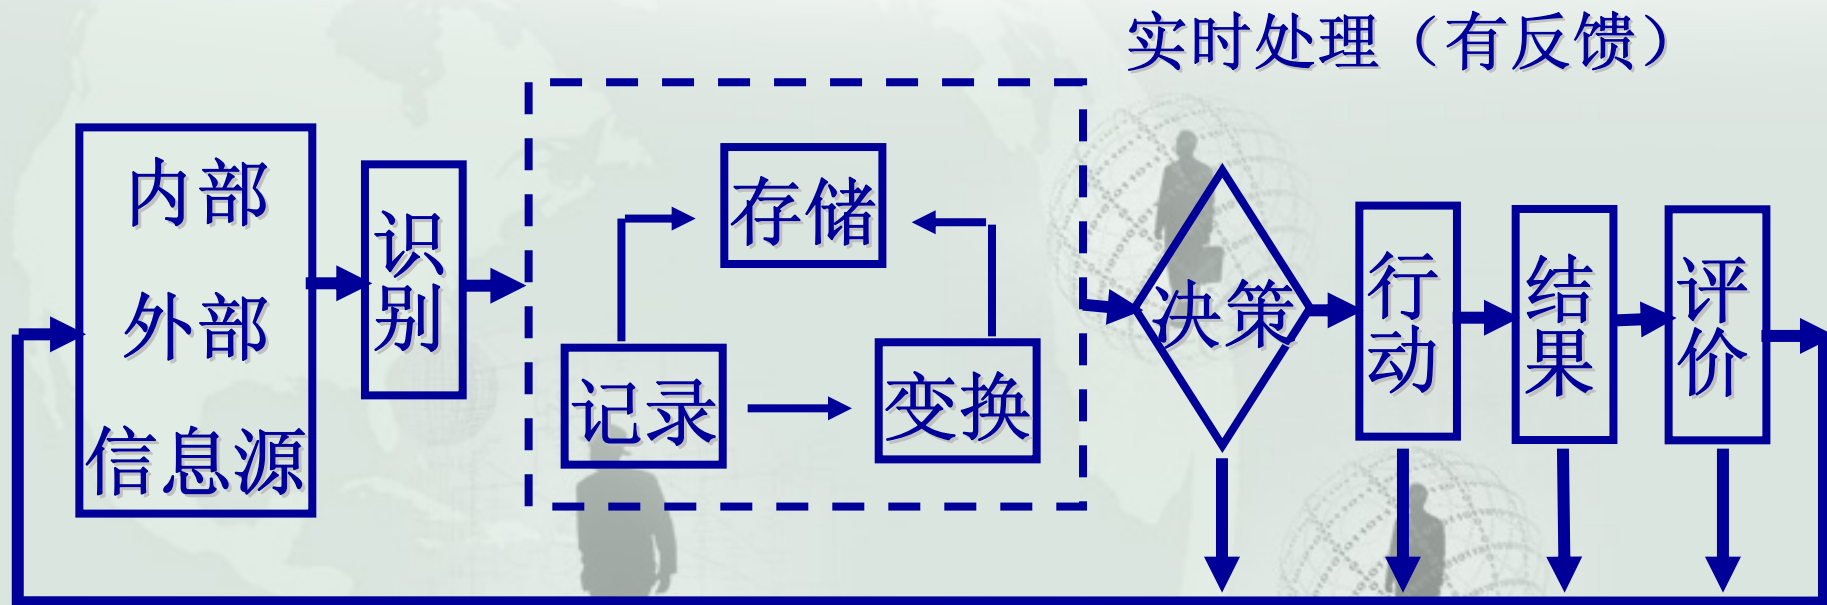 实时处理（有反馈）
内部
外部
信息源
识别
存储
记录
变换
决策
行动
结果
评价